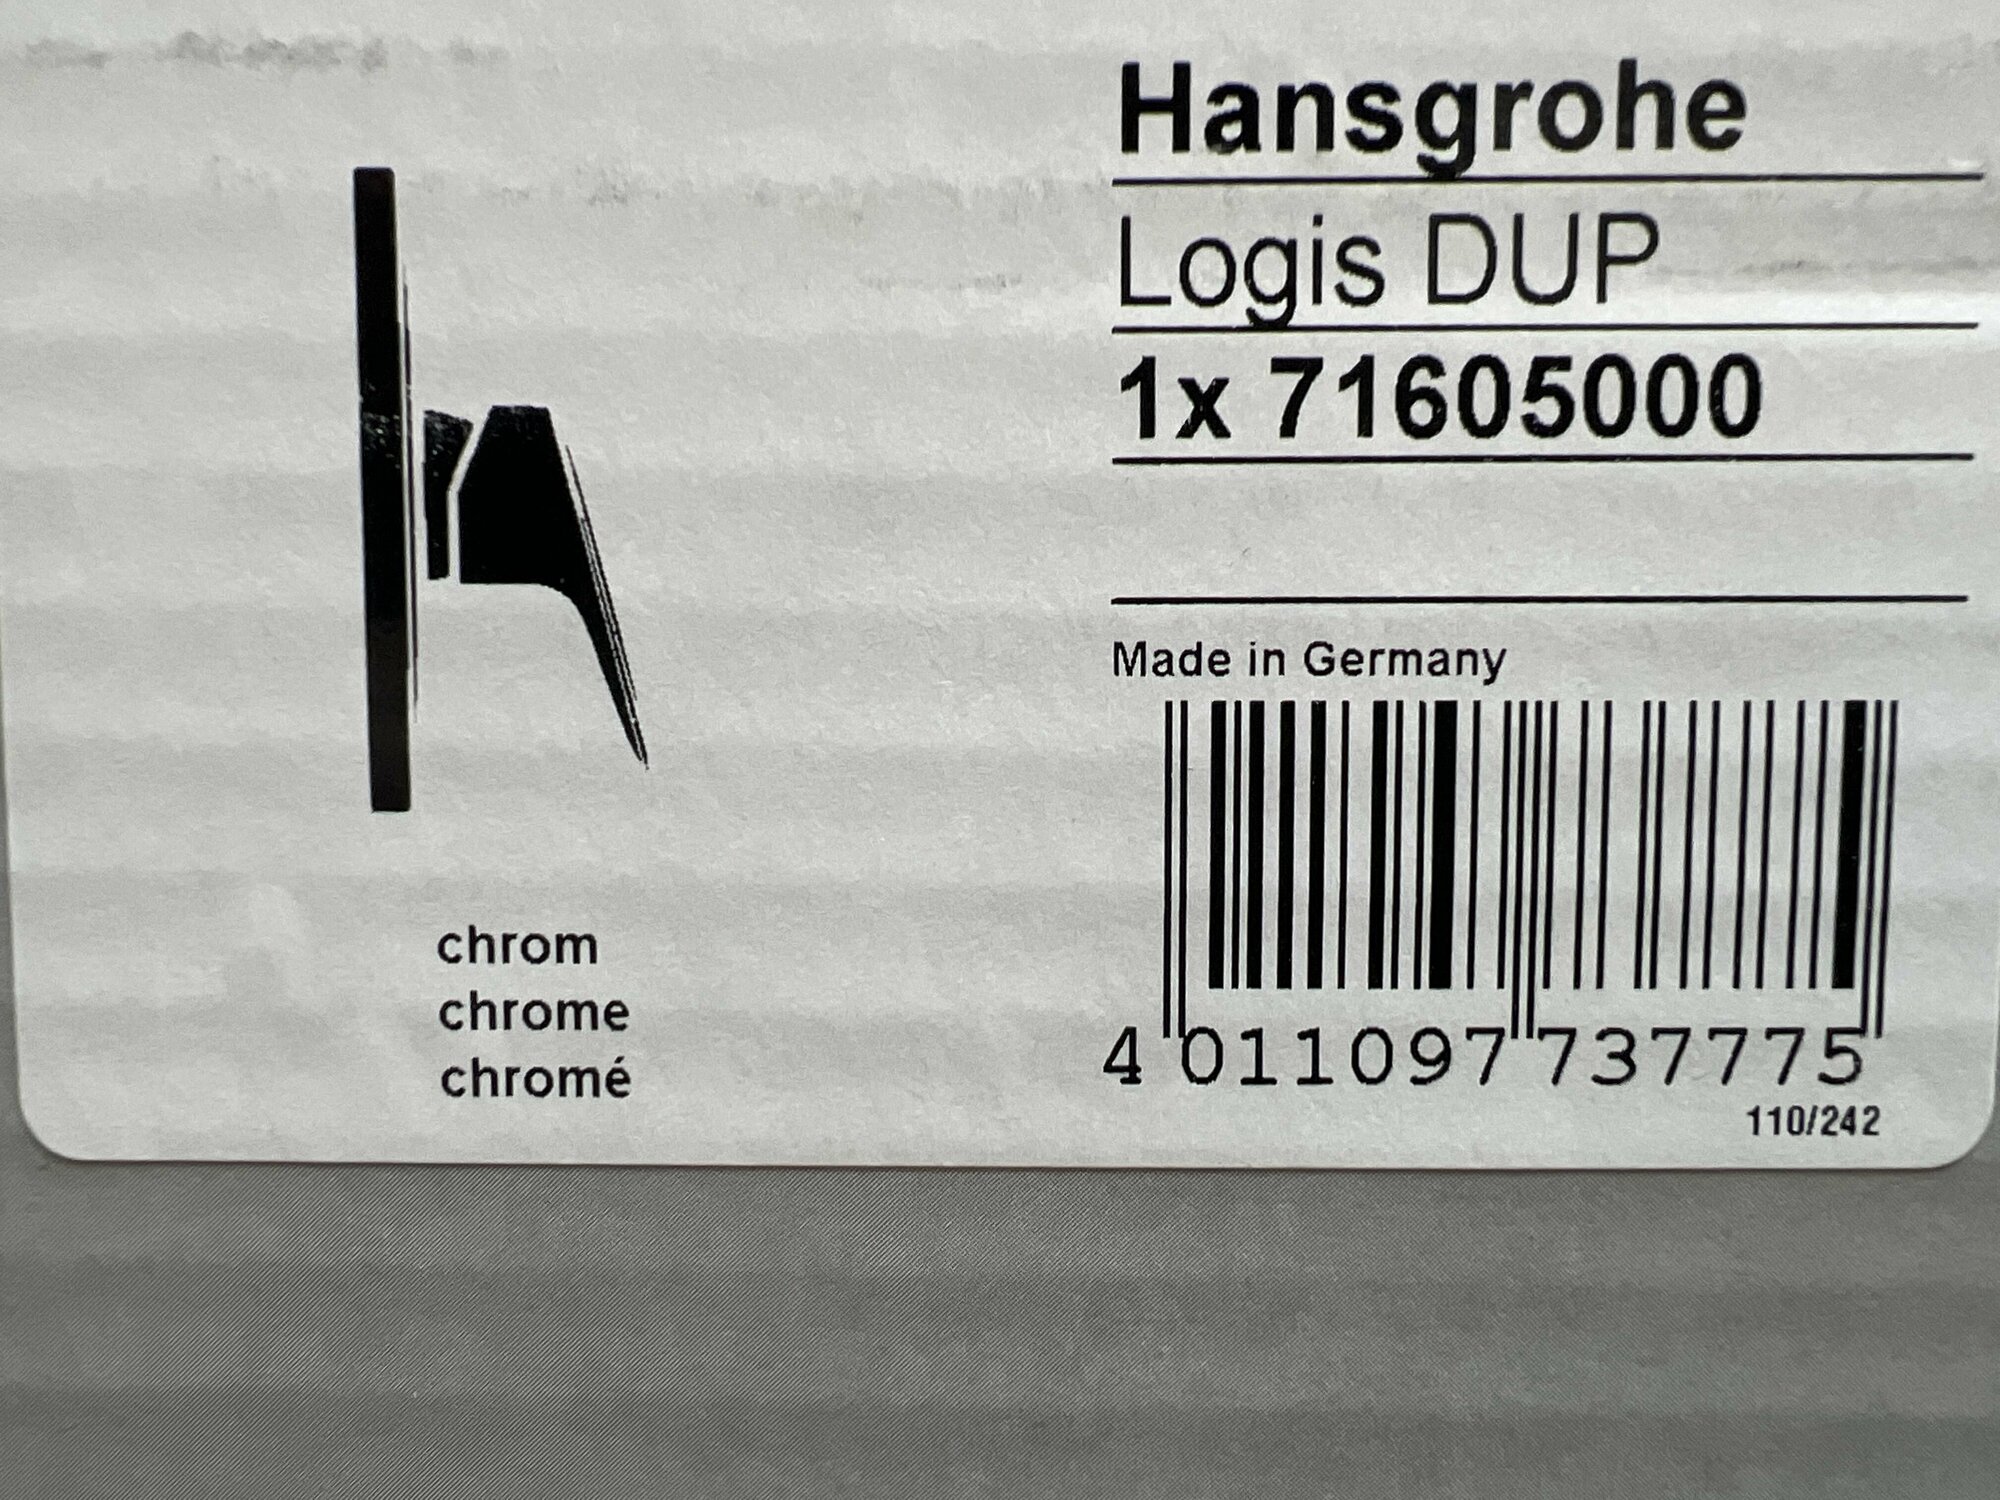 Hansgrohe
Logis DUP
1x 71605000
Made in Germany
4 011097 737775
110/242
chrom
chrome
chromé